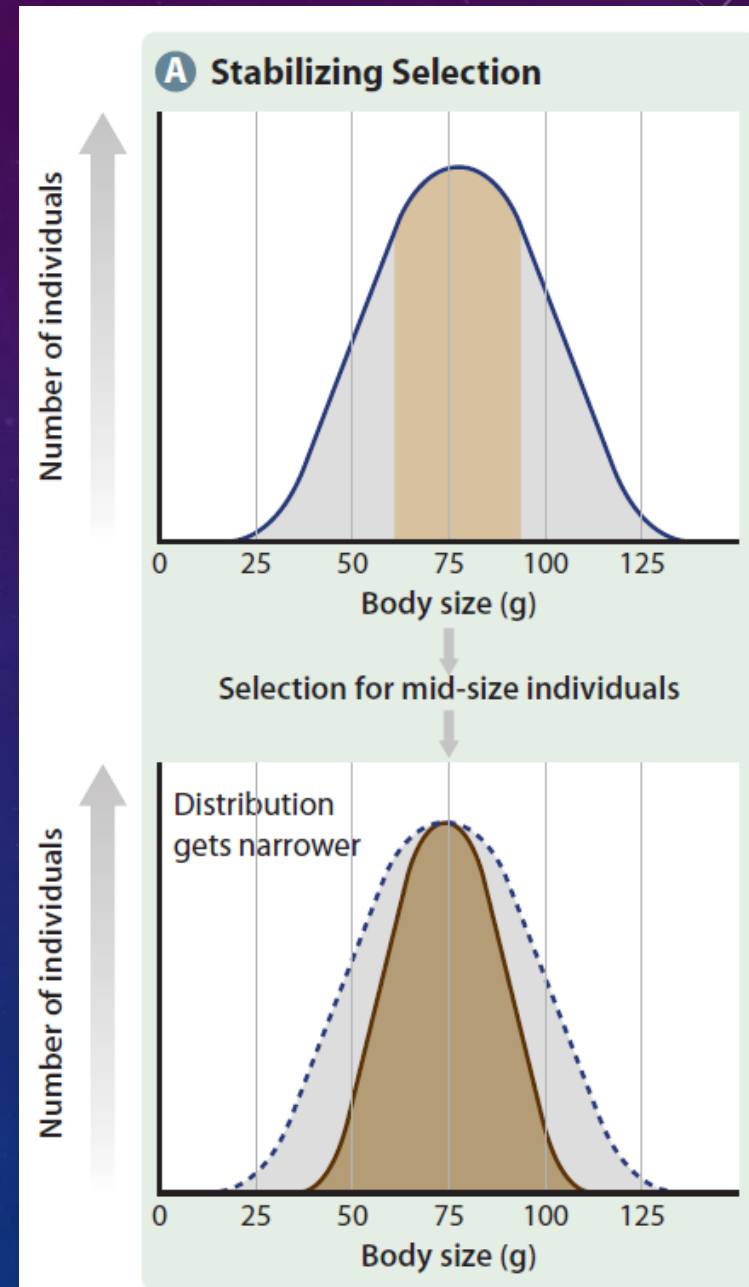 A Stabilizing Selection
Number of individuals
0 25 50 75 100 125
Body size (g)
Selection for mid-size individuals
Distribution
gets narrower
Number of individuals
0 25 50 75 100 125
Body size (g)